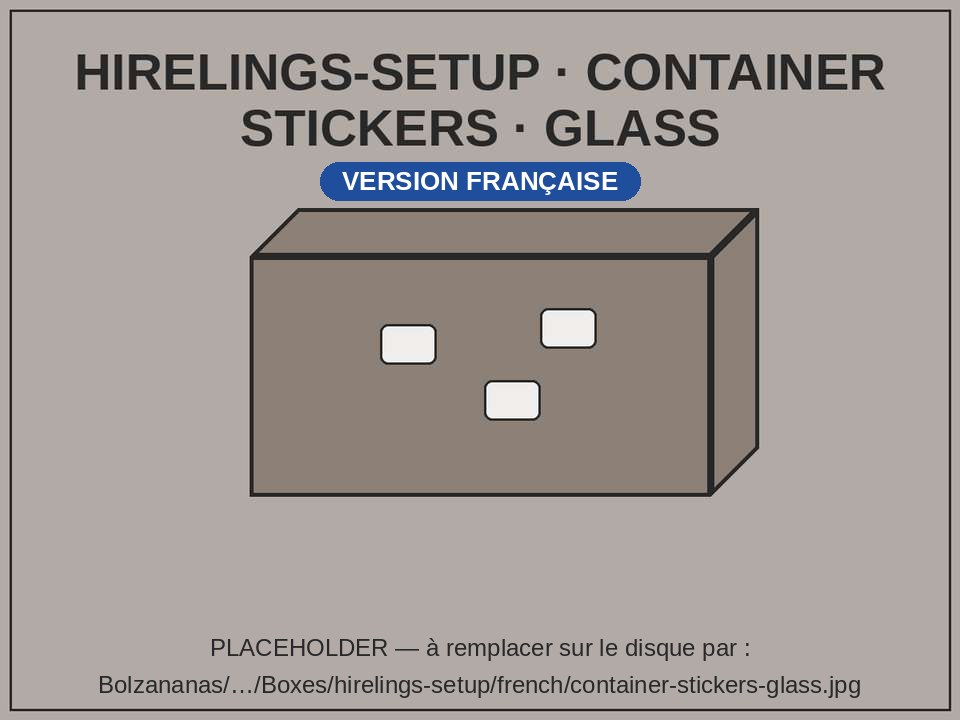 HIRELINGS-SETUP · CONTAINER
STICKERS · GLASS
VERSION FRANÇAISE
PLACEHOLDER — à remplacer sur le disque par :
Bolzananas/…/Boxes/hirelings-setup/french/container-stickers-glass.jpg